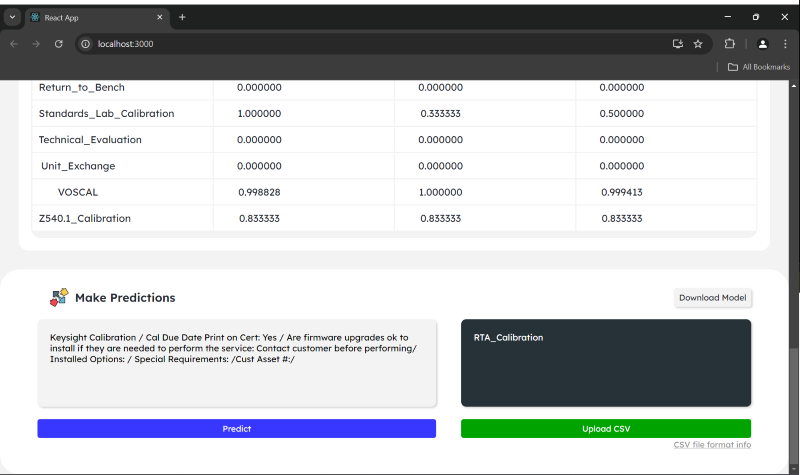 React App
localhost:3000
All Bookmarks
Return_to_Bench 0.000000 0.000000 0.000000
Standards_Lab_Calibration 1.000000 0.333333 0.500000
Technical_Evaluation 0.000000 0.000000 0.000000
Unit_Exchange 0.000000 0.000000 0.000000
VOSCAL 0.998828 1.000000 0.999413
Z540.1_Calibration 0.833333 0.833333 0.833333
Make Predictions
Download Model
Keysight Calibration / Cal Due Date Print on Cert: Yes / Are firmware upgrades ok to
install if they are needed to perform the service: Contact customer before performing/
Installed Options: / Special Requirements: /Cust Asset #:/
RTA_Calibration
Predict
Upload CSV
CSV file format info